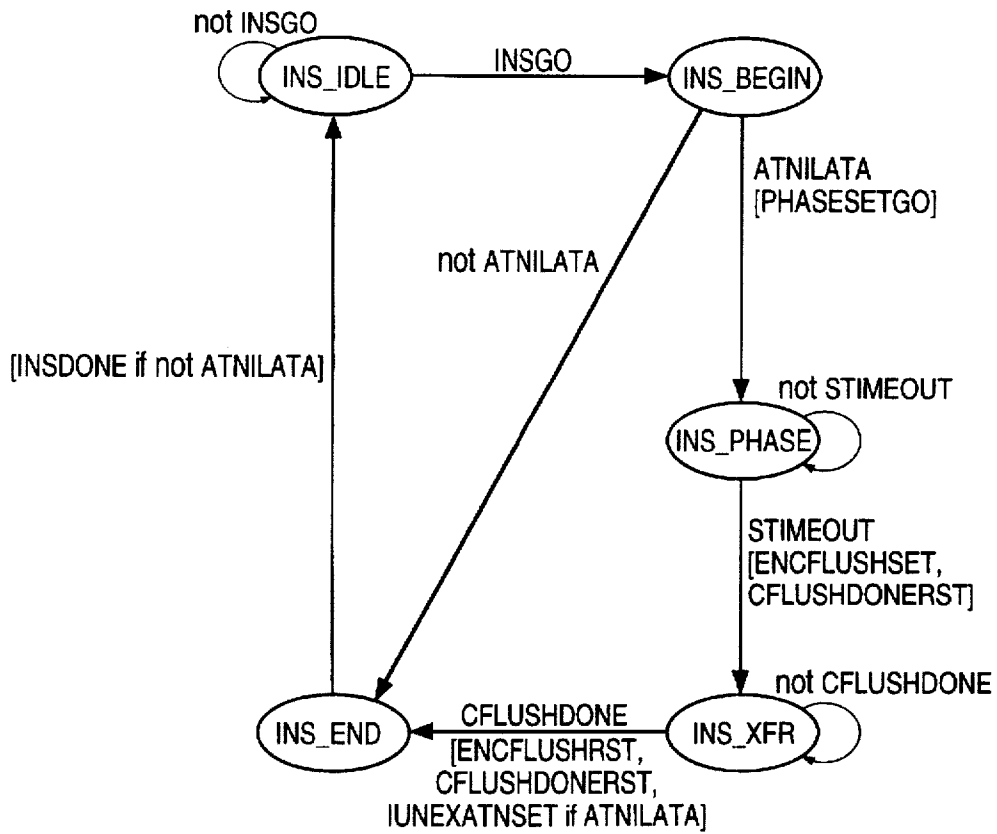 not INSGO
INS_IDLE
INSGO
INS_BEGIN
ATNILATA
[PHASESETGO]
not ATNILATA
[INSDONE if not ATNILATA]
not STIMEOUT
INS_PHASE
STIMEOUT
[ENCFLUSHSET,
CFLUSHDONERST]
not CFLUSHDONE
INS_XFR
CFLUSHDONE
[ENCFLUSHRST,
CFLUSHDONERST,
IUNEXATNSET if ATNILATA]
INS_END